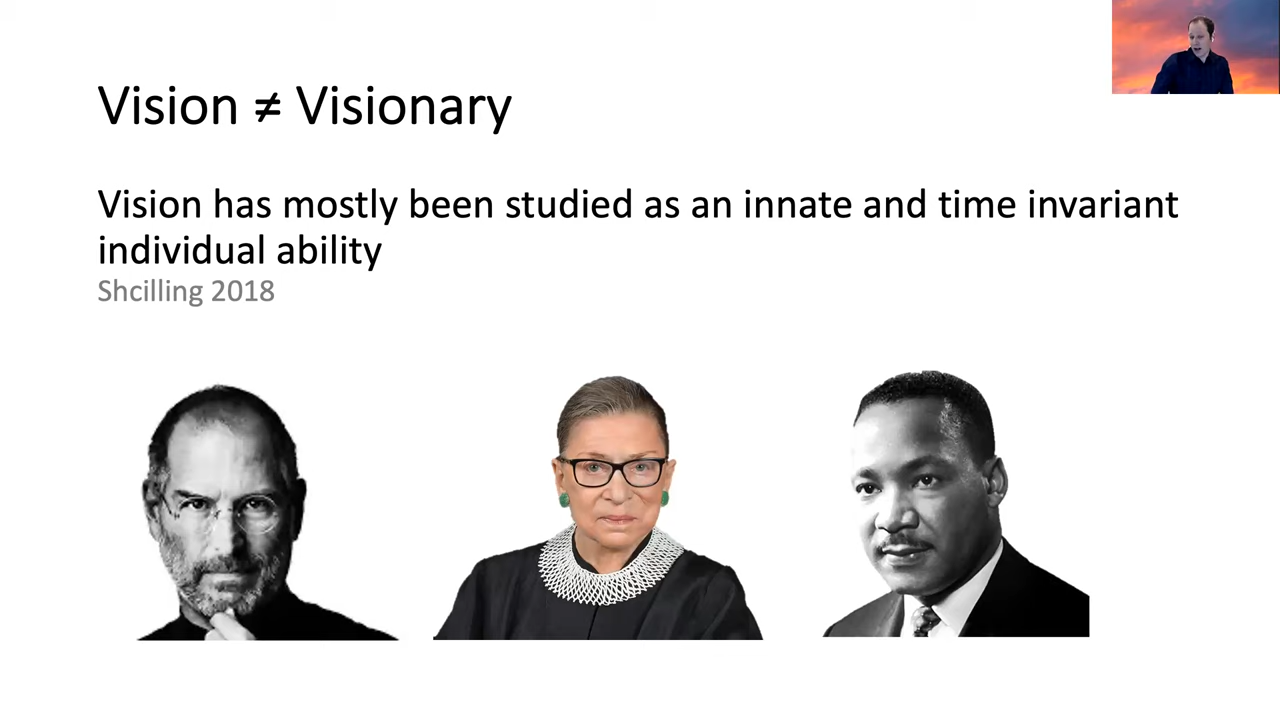 Vision ≠ Visionary
Vision has mostly been studied as an innate and time invariant
individual ability
Shcilling 2018